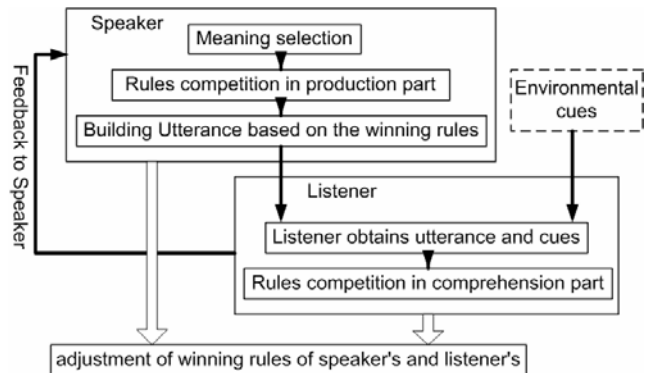 Speaker
Meaning selection
Rules competition in production part
Building Utterance based on the winning rules
Feedback to Speaker
Environmental
cues
Listener
Listener obtains utterance and cues
Rules competition in comprehension part
adjustment of winning rules of speaker's and listener's